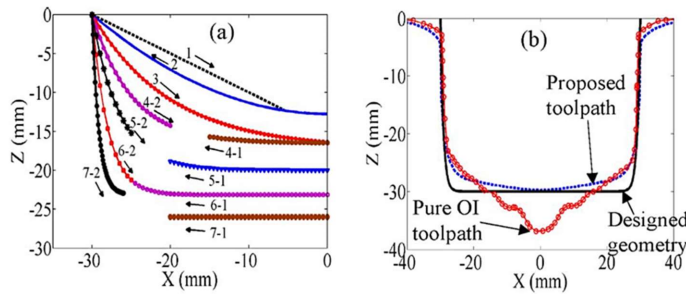 (a)
Z (mm)
0
-5
-10
-15
-20
-25
-30
1
2
3
4-2
5-2
6-2
7-2
4-1
5-1
6-1
7-1
-30
-20
-10
0
X (mm)
(b)
Z (mm)
0
-10
-20
-30
-40
Proposed
toolpath
Pure OI
toolpath
Designed
geometry
-40
-20
0
20
40
X (mm)